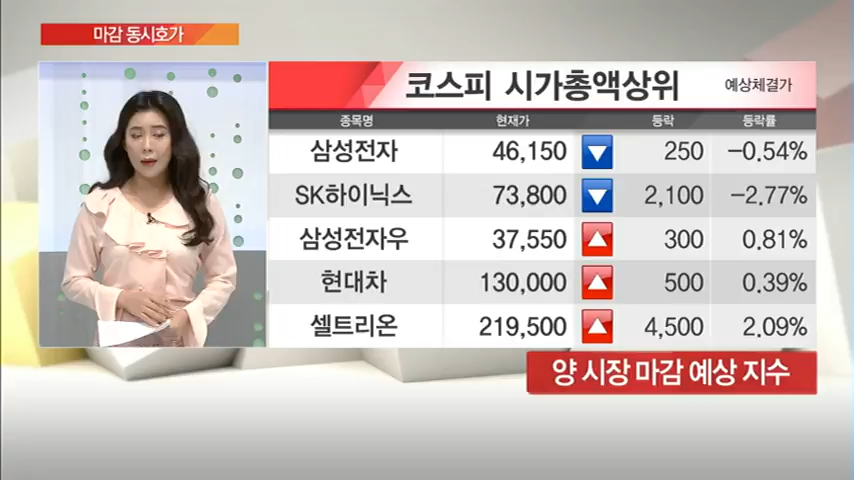 마감 동시호가
코스피 시가총액상위 예상체결가
종목명 현재가 등락 등락률
삼성전자 46,150 ▼ 250 -0.54%
SK하이닉스 73,800 ▼ 2,100 -2.77%
삼성전자우 37,550 ▲ 300 0.81%
현대차 130,000 ▲ 500 0.39%
셀트리온 219,500 ▲ 4,500 2.09%
양 시장 마감 예상 지수